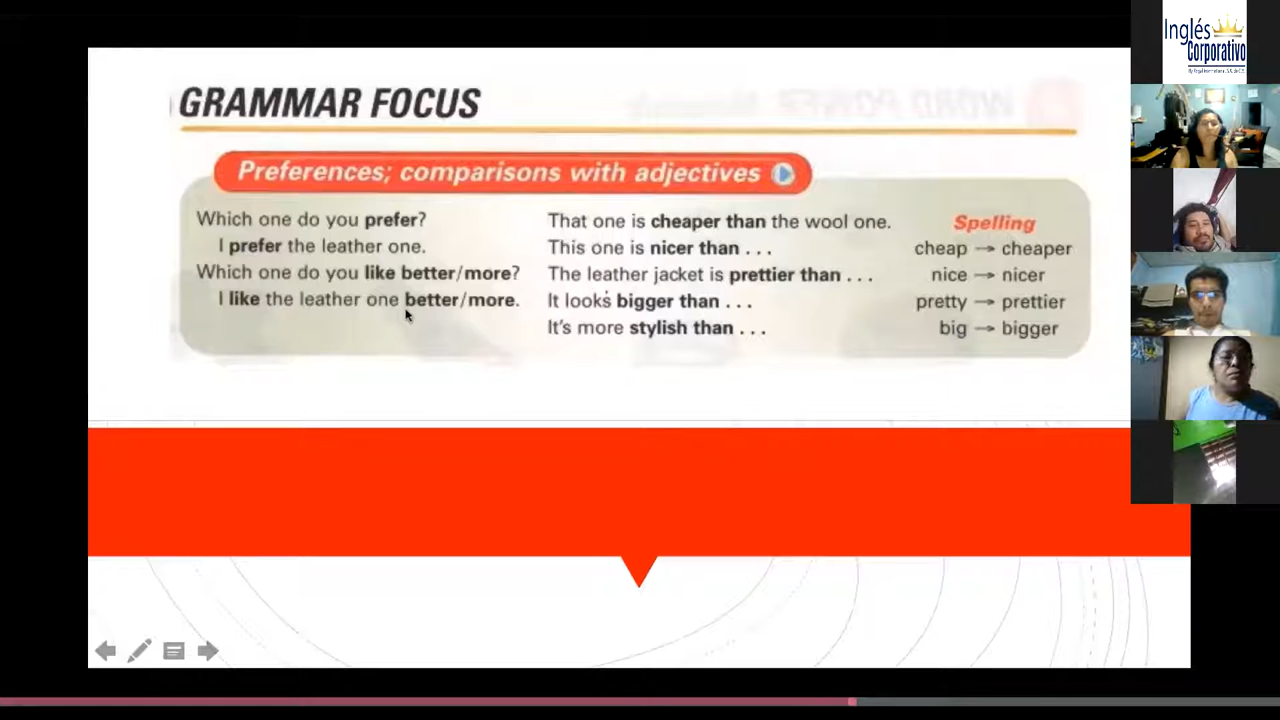 GRAMMAR FOCUS
Preferences; comparisons with adjectives
Which one do you prefer?
I prefer the leather one.
Which one do you like better/more?
I like the leather one better/more.
That one is cheaper than the wool one.
This one is nicer than . . .
The leather jacket is prettier than . . .
It looks bigger than . . .
It's more stylish than . . .
Spelling
cheap → cheaper
nice → nicer
pretty → prettier
big → bigger
Inglés
Corporativo